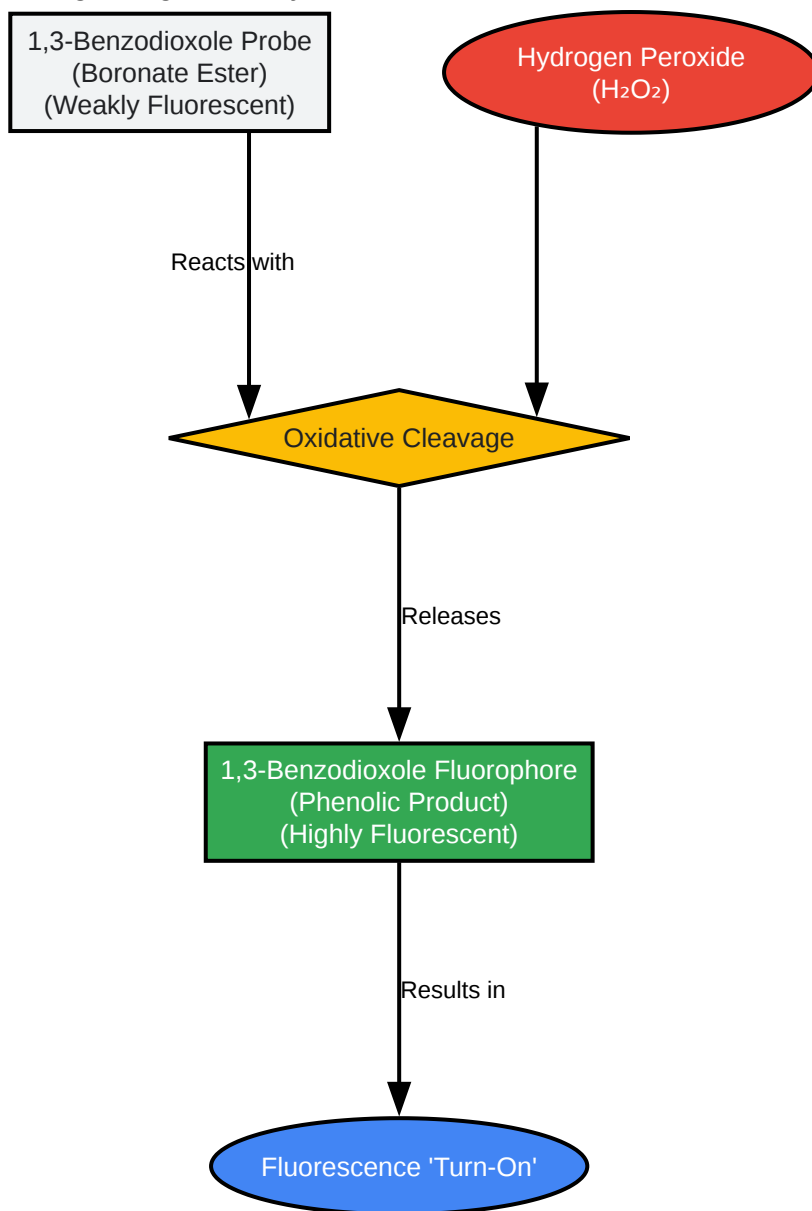 1,3-Benzodioxole Probe
(Boronate Ester)
(Weakly Fluorescent)
Hydrogen Peroxide
(H₂O₂)
Reacts with
Oxidative Cleavage
Releases
1,3-Benzodioxole Fluorophore
(Phenolic Product)
(Highly Fluorescent)
Results in
Fluorescence 'Turn-On'